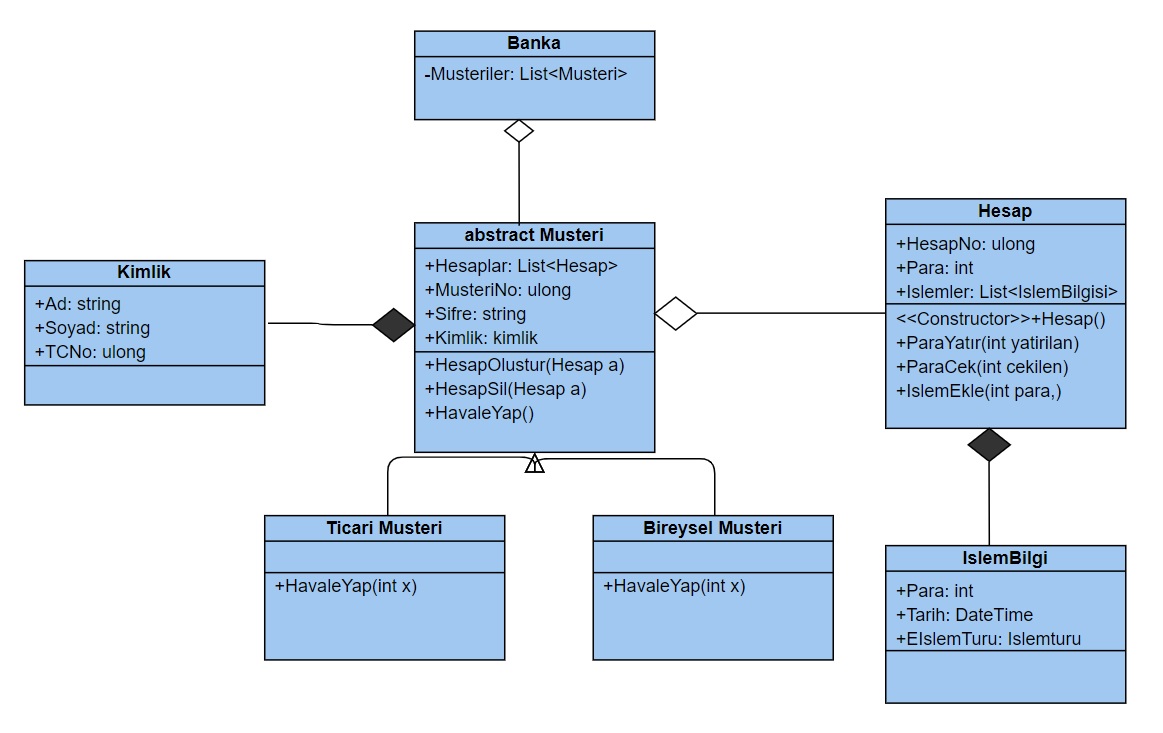 Banka
-Musteriler: List<Musteri>
abstract Musteri
+Hesaplar: List<Hesap>
+MusteriNo: ulong
+Sifre: string
+Kimlik: kimlik
+HesapOlustur(Hesap a)
+HesapSil(Hesap a)
+HavaleYap()
Kimlik
+Ad: string
+Soyad: string
+TCNo: ulong
Hesap
+HesapNo: ulong
+Para: int
+Islemler: List<IslemBilgisi>
<<Constructor>>+Hesap()
+ParaYatır(int yatirilan)
+ParaCek(int cekilen)
+IslemEkle(int para,)
Ticari Musteri
+HavaleYap(int x)
Bireysel Musteri
+HavaleYap(int x)
IslemBilgi
+Para: int
+Tarih: DateTime
+EIslemTuru: Islemturu